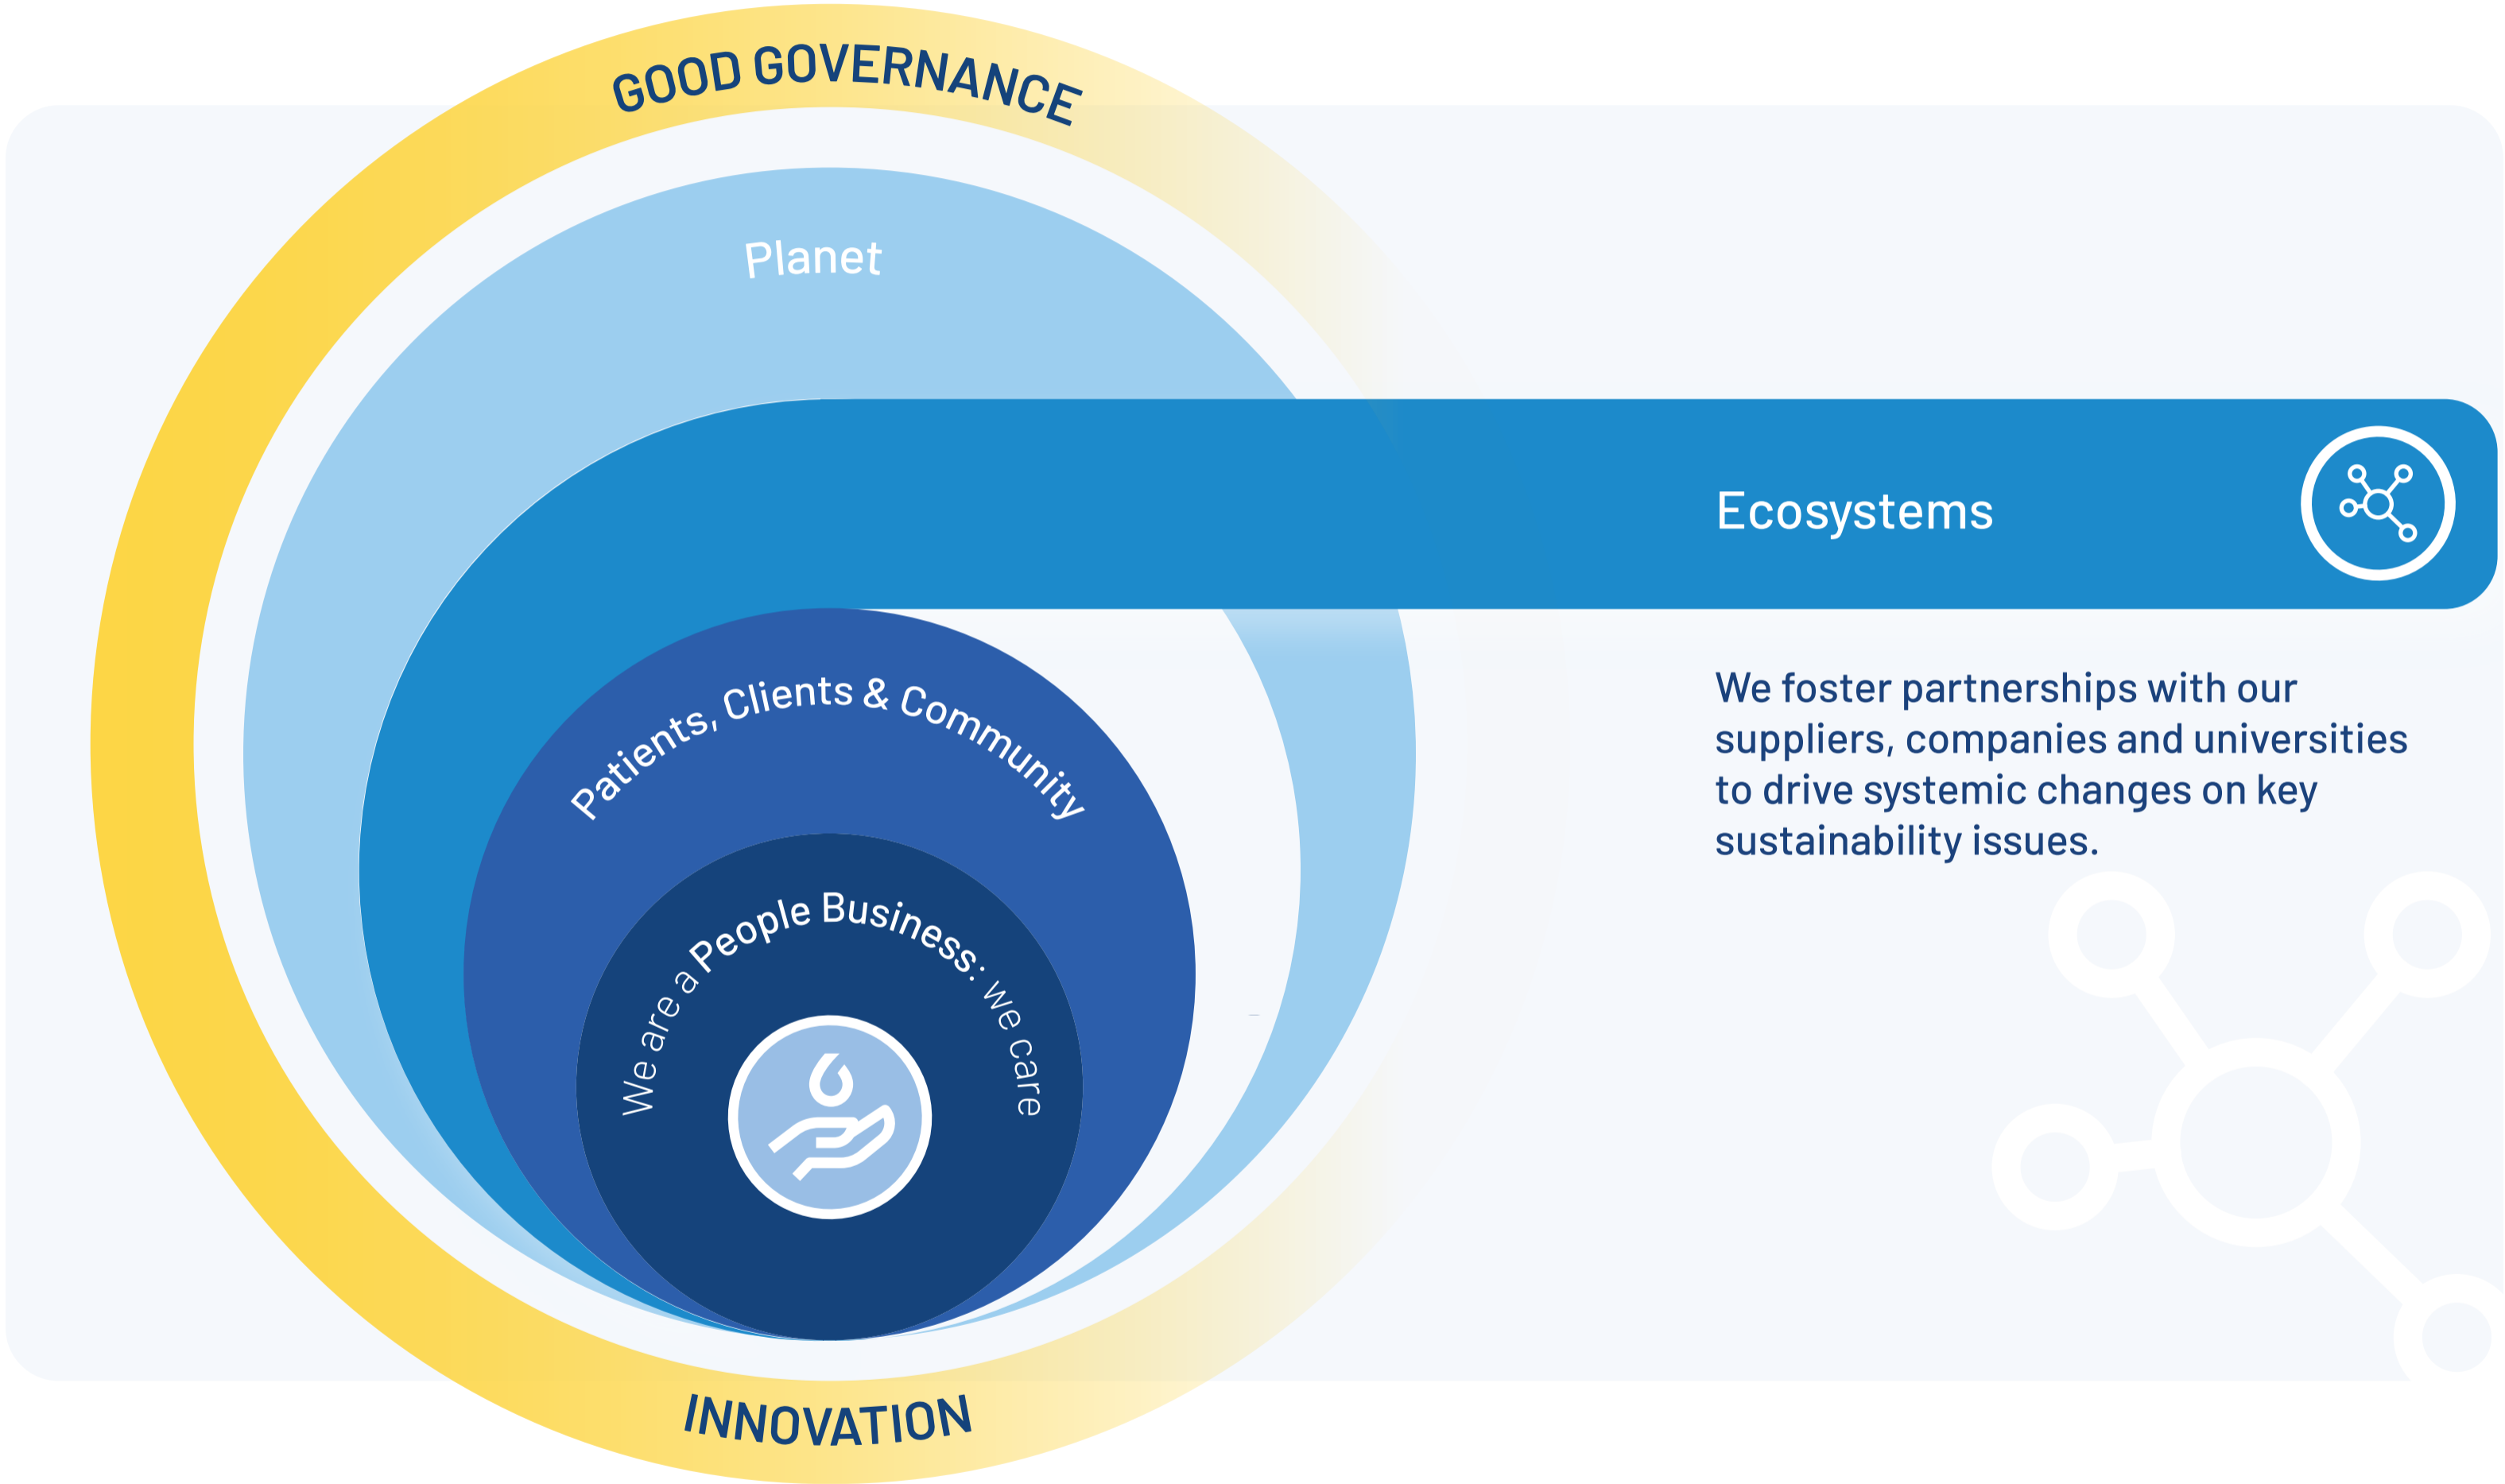 GOOD GOVERNANCE
Planet
Ecosystems
We foster partnerships with our
suppliers, companies and universities
to drive systemic changes on key
sustainability issues.
Patients, Clients & Community
We are a People Business: we care
INNOVATION